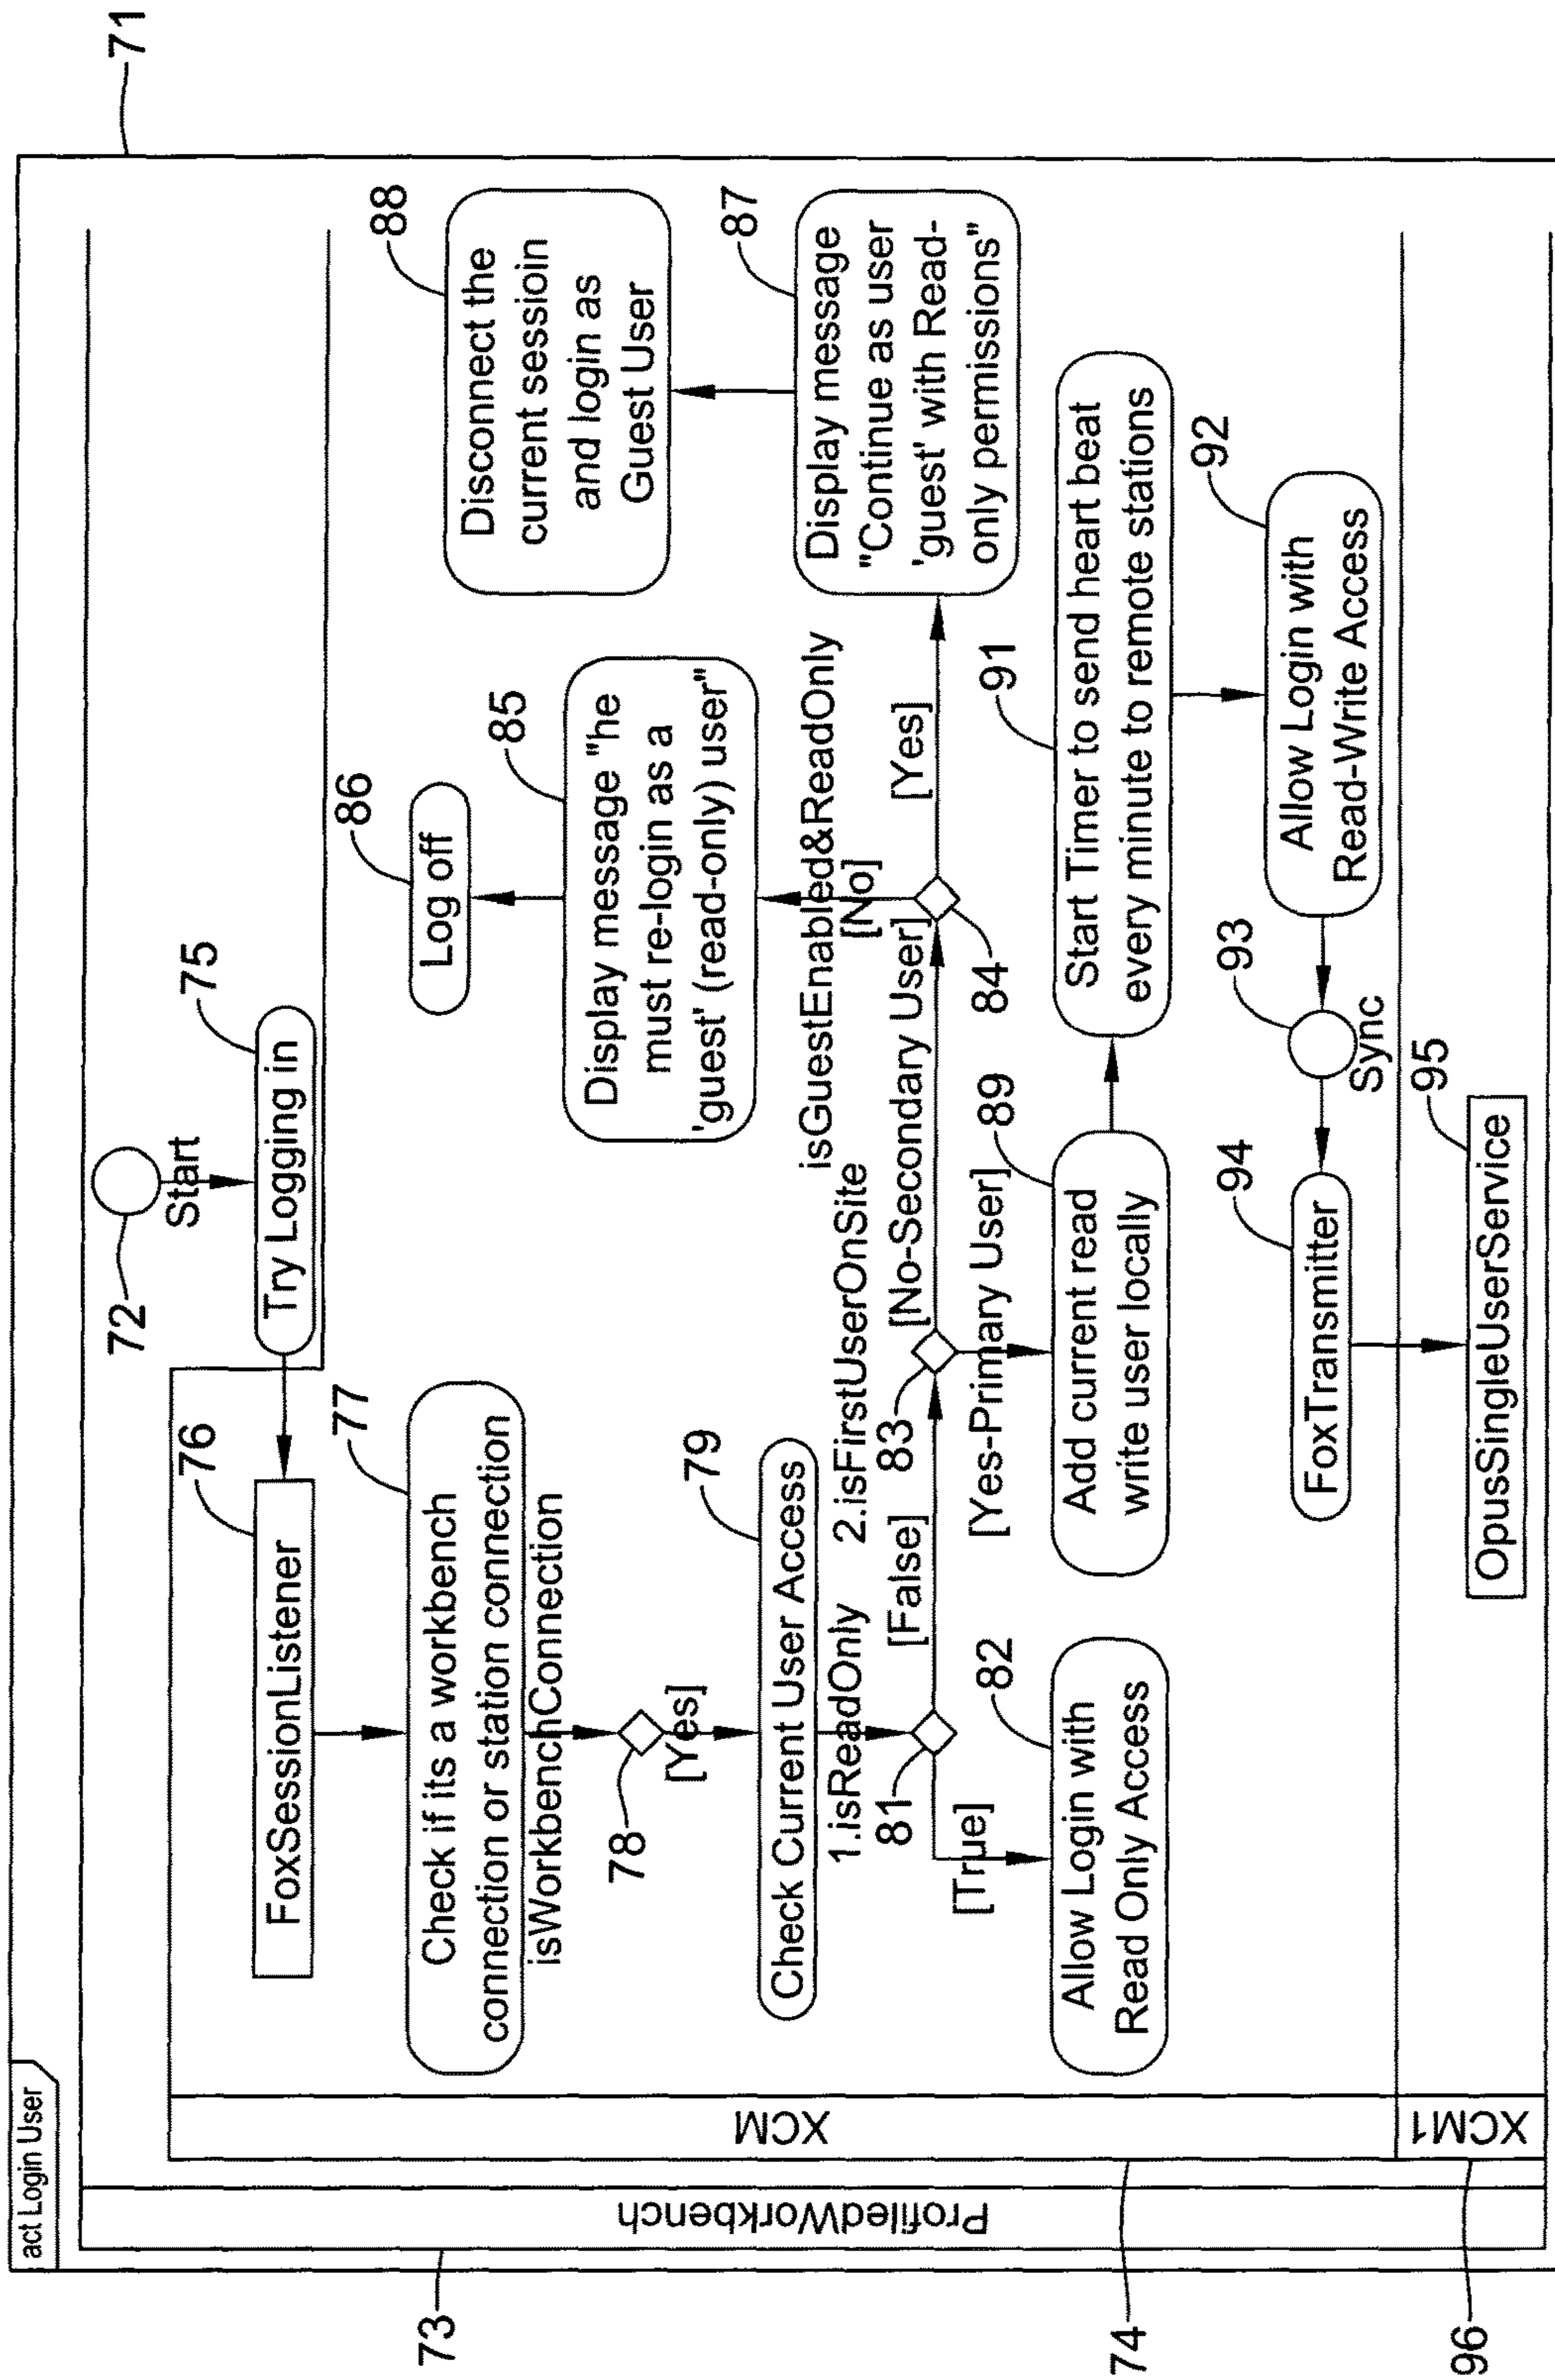 act Login User
71
ProfiledWorkbench
73
XCM
74
XCM1
96
72
Start
Try Logging in
75
FoxSessionListener
76
Check if its a workbench
connection or station connection
77
isWorkbenchConnection
78
[Yes]
Check Current User Access
79
1.isReadOnly
81
[True]
[False]
Allow Login with
Read Only Access
82
2.isFirstUserOnSite
83
[No-Secondary User]
[Yes-Primary User]
isGuestEnabled&ReadOnly
84
[No]
[Yes]
Display message "he
must re-login as a
'guest' (read-only) user"
85
Log off
86
Display message
"Continue as user
'guest' with Read-
only permissions"
87
Disconnect the
current sessioin
and login as
Guest User
88
Add current read
write user locally
89
Start Timer to send heart beat
every minute to remote stations
91
Allow Login with
Read-Write Access
92
93
Sync
FoxTransmitter
94
OpusSingleUserService
95